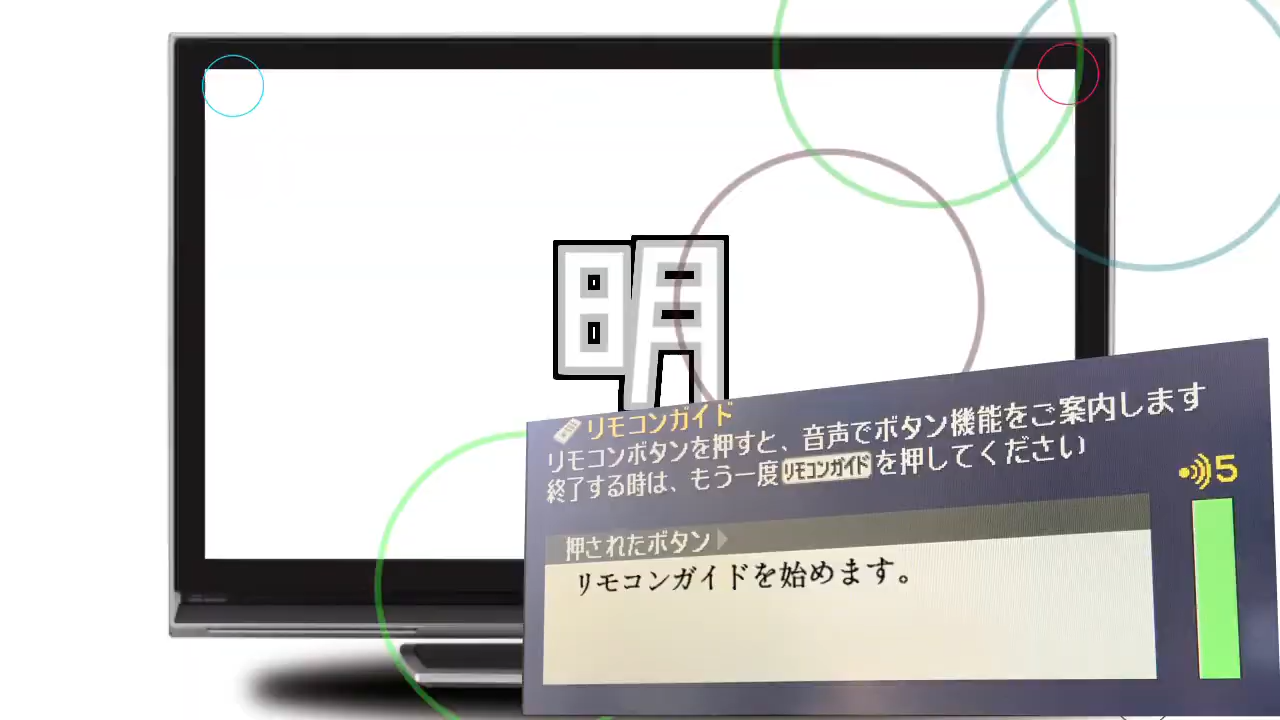 明
リモコンガイド
リモコンボタンを押すと、音声でボタン機能をご案内します
終了する時は、もう一度リモコンガイドを押してください
5
押されたボタン
リモコンガイドを始めます。